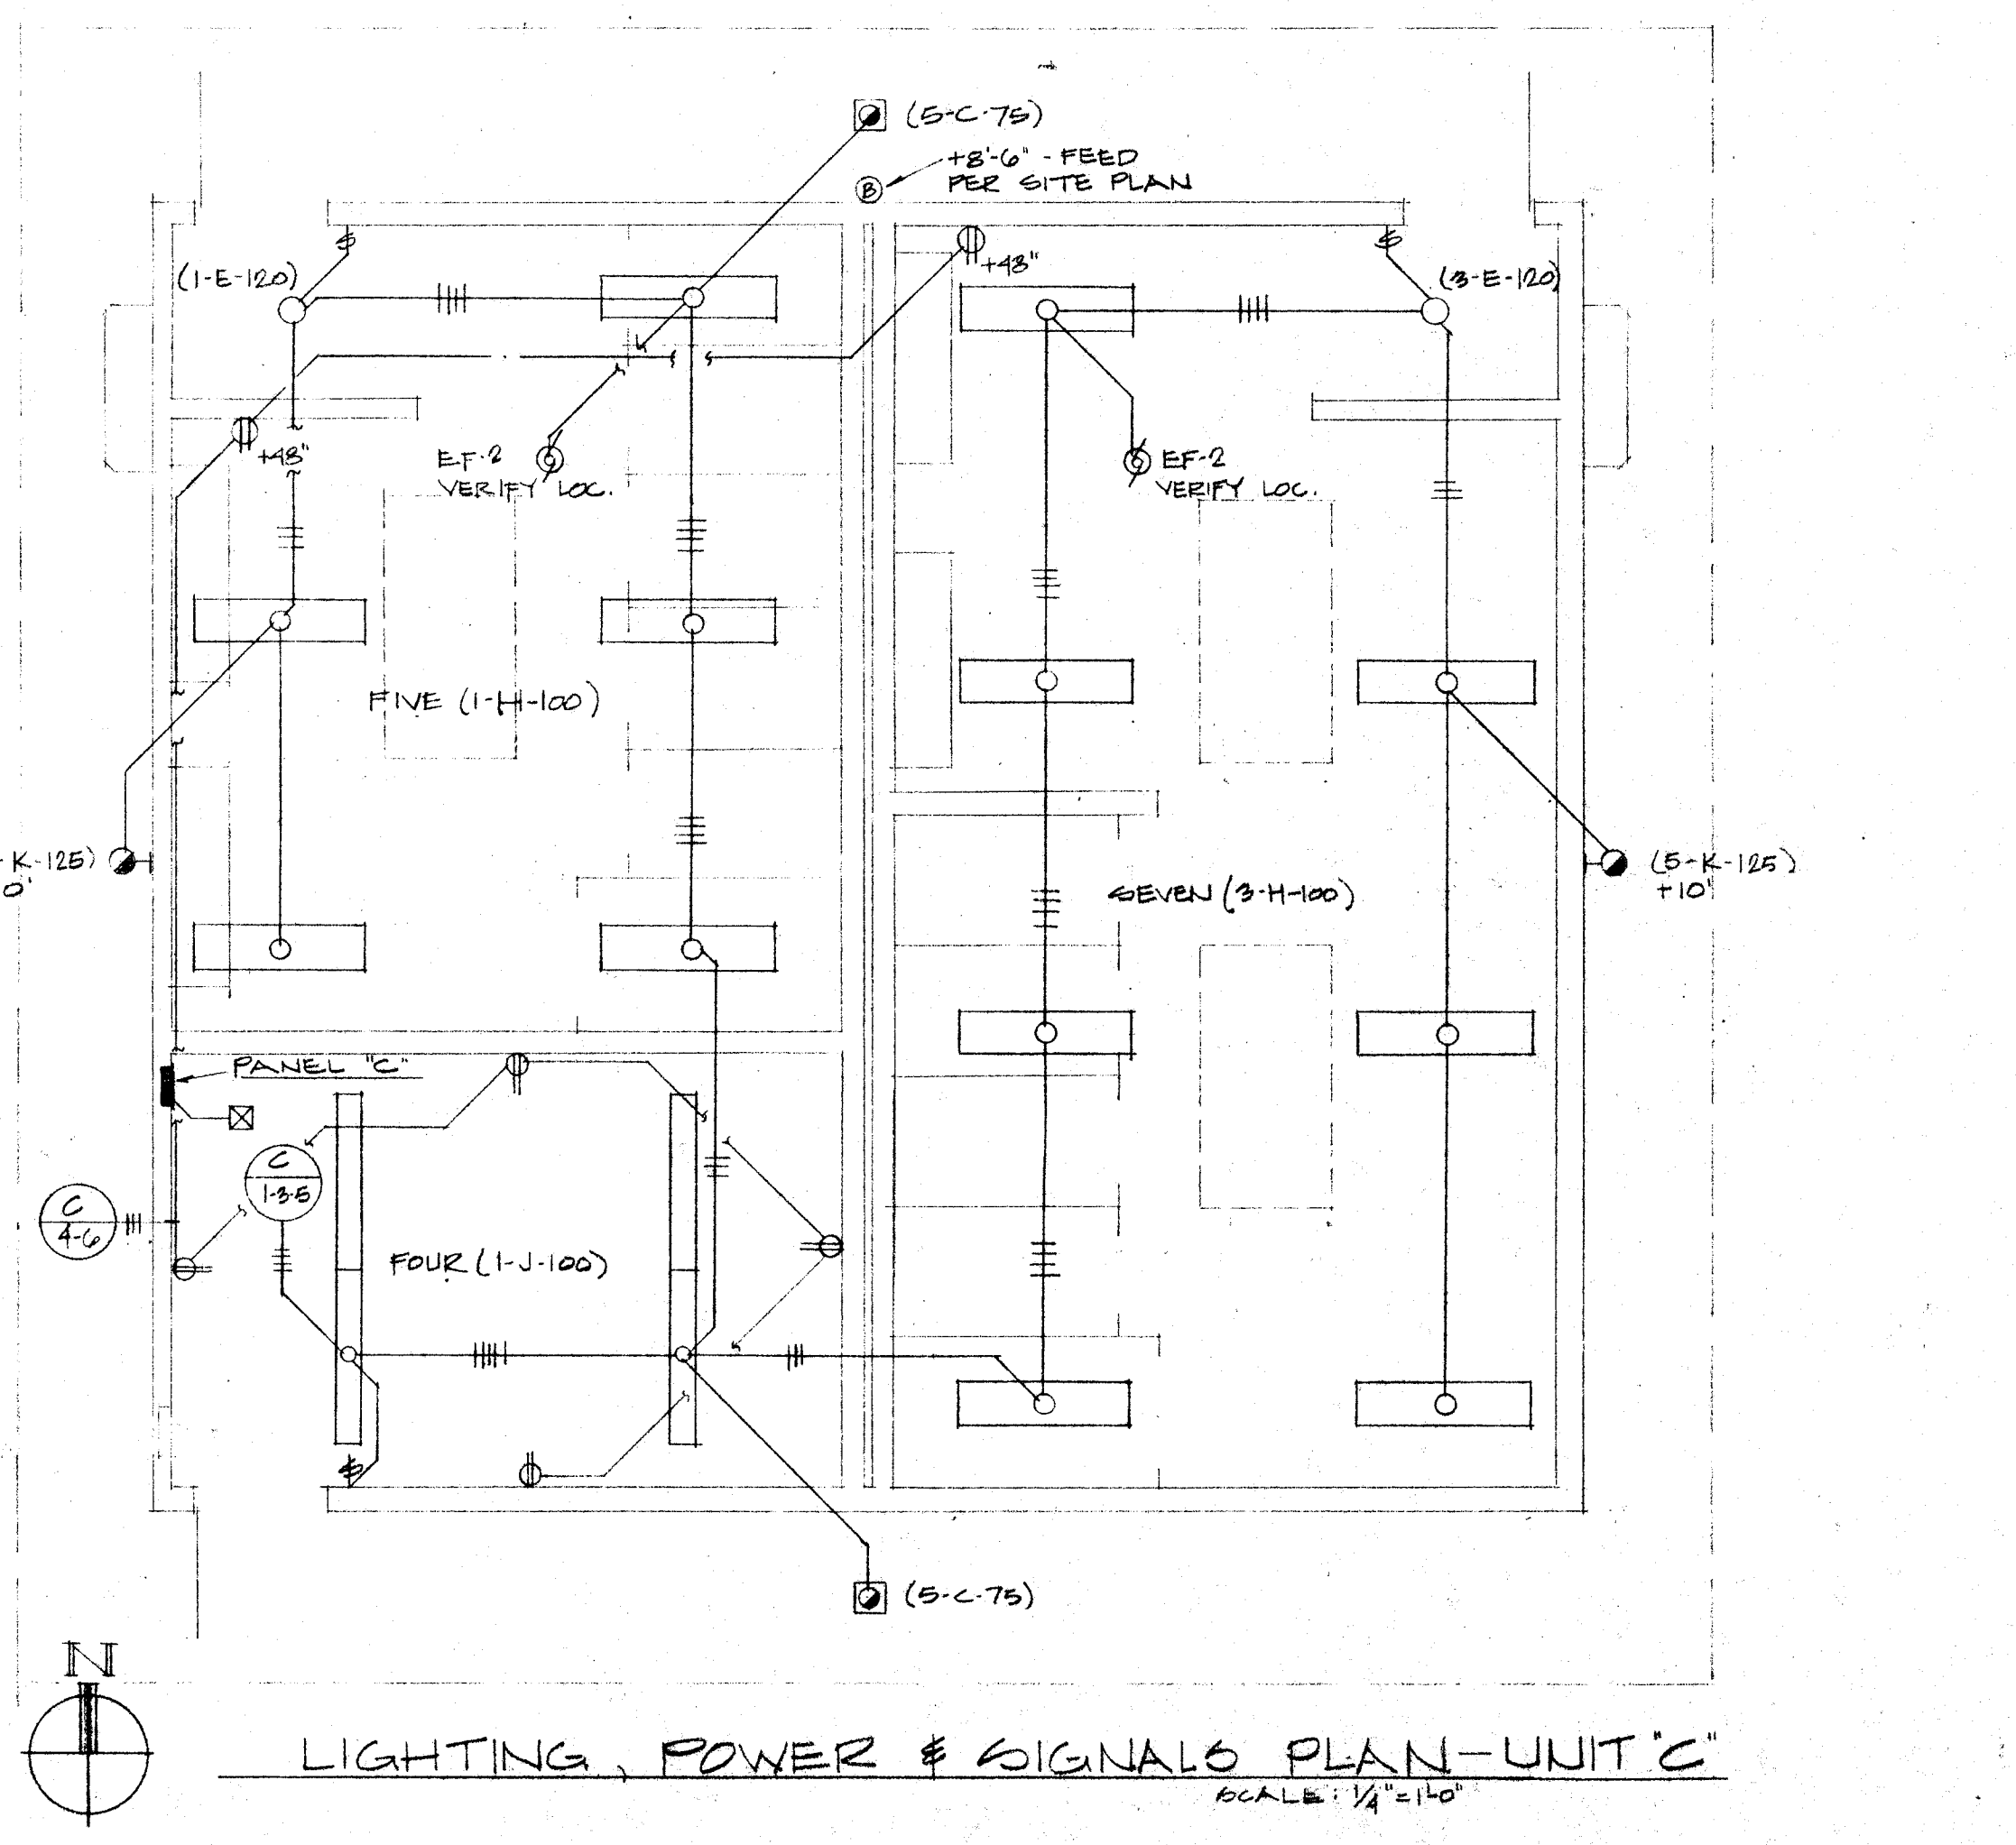 (5-C-75)
+8'-6" - FEED
PER SITE PLAN
B
(1-E-120)
+48"
(3-E-120)
+48"
EF-2
VERIFY LOC.
EF-2
VERIFY LOC.
FIVE (1-H-100)
-K-125)
0'
SEVEN (3-H-100)
(5-K-125)
+10'
PANEL "C"
C
1-3-5
C
4-6
FOUR (1-J-100)
(5-C-75)
N
LIGHTING, POWER & SIGNALS PLAN-UNIT "C"
SCALE: 1/4"=1'-0"